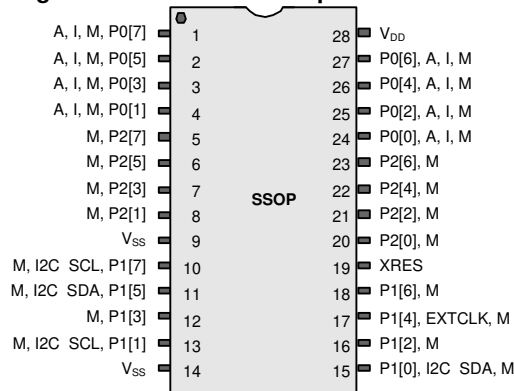 A, I, M, P0[7] 1 28 VDD
A, I, M, P0[5] 2 27 P0[6], A, I, M
A, I, M, P0[3] 3 26 P0[4], A, I, M
A, I, M, P0[1] 4 25 P0[2], A, I, M
M, P2[7] 5 24 P0[0], A, I, M
M, P2[5] 6 23 P2[6], M
M, P2[3] 7 SSOP 22 P2[4], M
M, P2[1] 8 21 P2[2], M
VSS 9 20 P2[0], M
M, I2C SCL, P1[7] 10 19 XRES
M, I2C SDA, P1[5] 11 18 P1[6], M
M, P1[3] 12 17 P1[4], EXTCLK, M
M, I2C SCL, P1[1] 13 16 P1[2], M
VSS 14 15 P1[0], I2C SDA, M